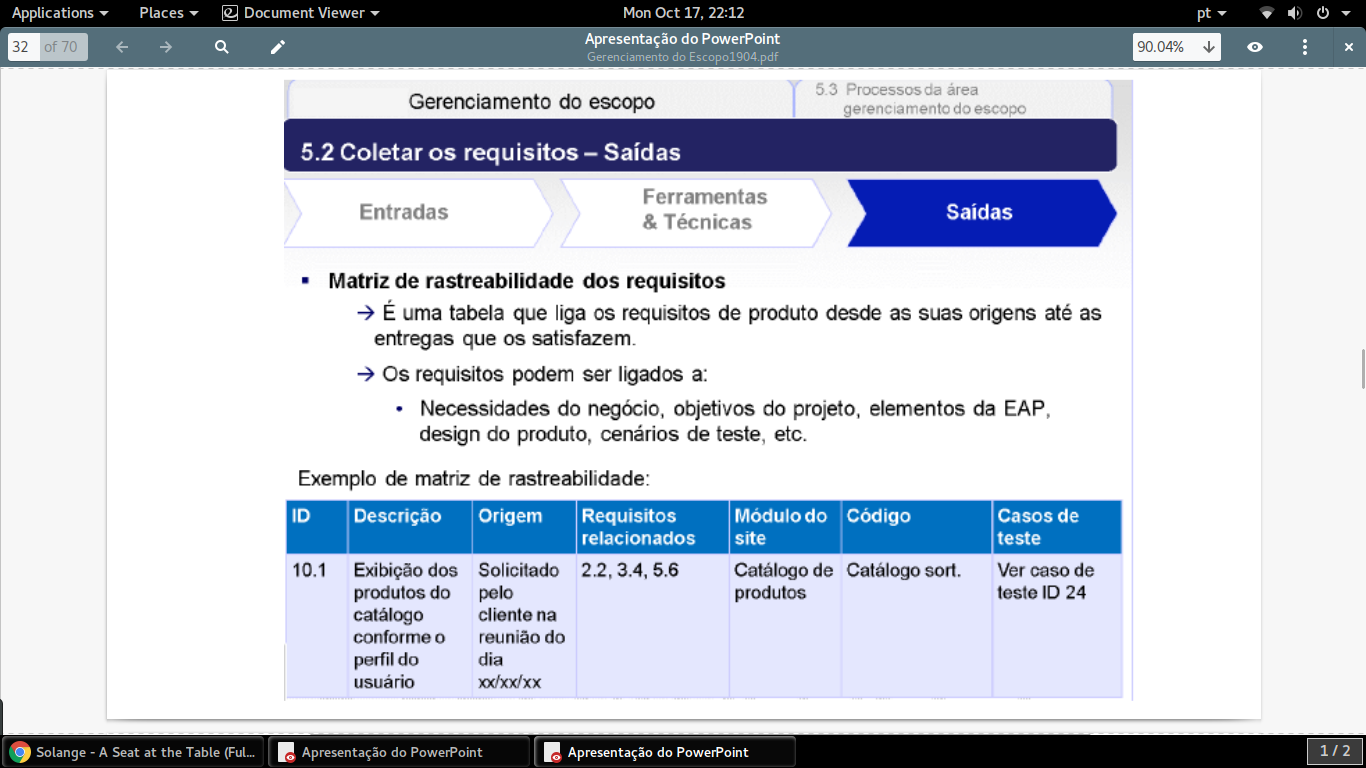 Applications Places Document Viewer Mon Oct 17, 22:12 pt
32 of 70 Apresentação do PowerPoint 90.04%
Gerenciamento do Escopo1904.pdf
Gerenciamento do escopo
5.3 Processos da área
gerenciamento do escopo
5.2 Coletar os requisitos – Saídas
Entradas
Ferramentas
& Técnicas
Saídas
Matriz de rastreabilidade dos requisitos
→ É uma tabela que liga os requisitos de produto desde as suas origens até as
entregas que os satisfazem.
→ Os requisitos podem ser ligados a:
• Necessidades do negócio, objetivos do projeto, elementos da EAP,
design do produto, cenários de teste, etc.
Exemplo de matriz de rastreabilidade:
ID
Descrição
Origem
Requisitos
relacionados
Módulo do
site
Código
Casos de
teste
10.1
Exibição dos
produtos do
catálogo
conforme o
perfil do
usuário
Solicitado
pelo
cliente na
reunião do
dia
xx/xx/xx
2.2, 3.4, 5.6
Catálogo de
produtos
Catálogo sort.
Ver caso de
teste ID 24
Solange - A Seat at the Table (Ful... Apresentação do PowerPoint Apresentação do PowerPoint 1 / 2